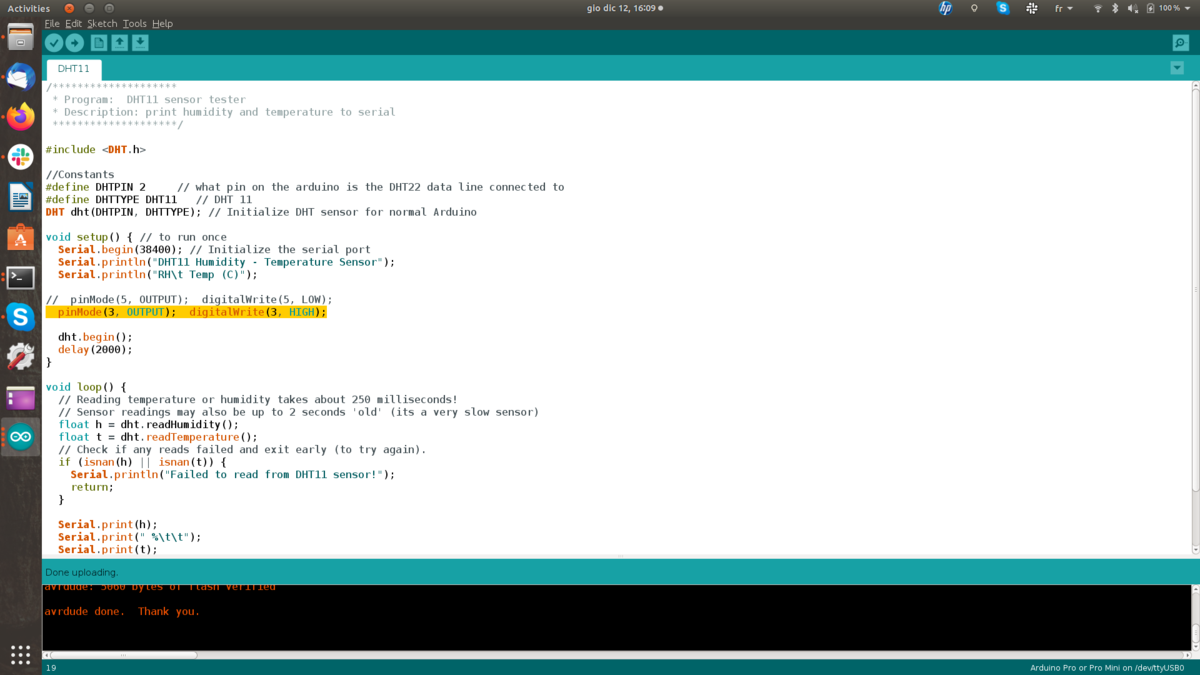 Activities
gio dic 12, 16:09
fr
100 %
File Edit Sketch Tools Help
DHT11
/********************
* Program:  DHT11 sensor tester
* Description: print humidity and temperature to serial
********************/
#include <DHT.h>
//Constants
#define DHTPIN 2     // what pin on the arduino is the DHT22 data line connected to
#define DHTTYPE DHT11   // DHT 11
DHT dht(DHTPIN, DHTTYPE); // Initialize DHT sensor for normal Arduino
void setup() { // to run once
Serial.begin(38400); // Initialize the serial port
Serial.println("DHT11 Humidity - Temperature Sensor");
Serial.println("RH\t Temp (C)");
//  pinMode(5, OUTPUT);  digitalWrite(5, LOW);
pinMode(3, OUTPUT);  digitalWrite(3, HIGH);
dht.begin();
delay(2000);
}
void loop() {
// Reading temperature or humidity takes about 250 milliseconds!
// Sensor readings may also be up to 2 seconds 'old' (its a very slow sensor)
float h = dht.readHumidity();
float t = dht.readTemperature();
// Check if any reads failed and exit early (to try again).
if (isnan(h) || isnan(t)) {
Serial.println("Failed to read from DHT11 sensor!");
return;
}
Serial.print(h);
Serial.print(" %\t\t");
Serial.print(t);
Done uploading.
avrdude: 5060 bytes of flash verified
avrdude done.  Thank you.
19
Arduino Pro or Pro Mini on /dev/ttyUSB0